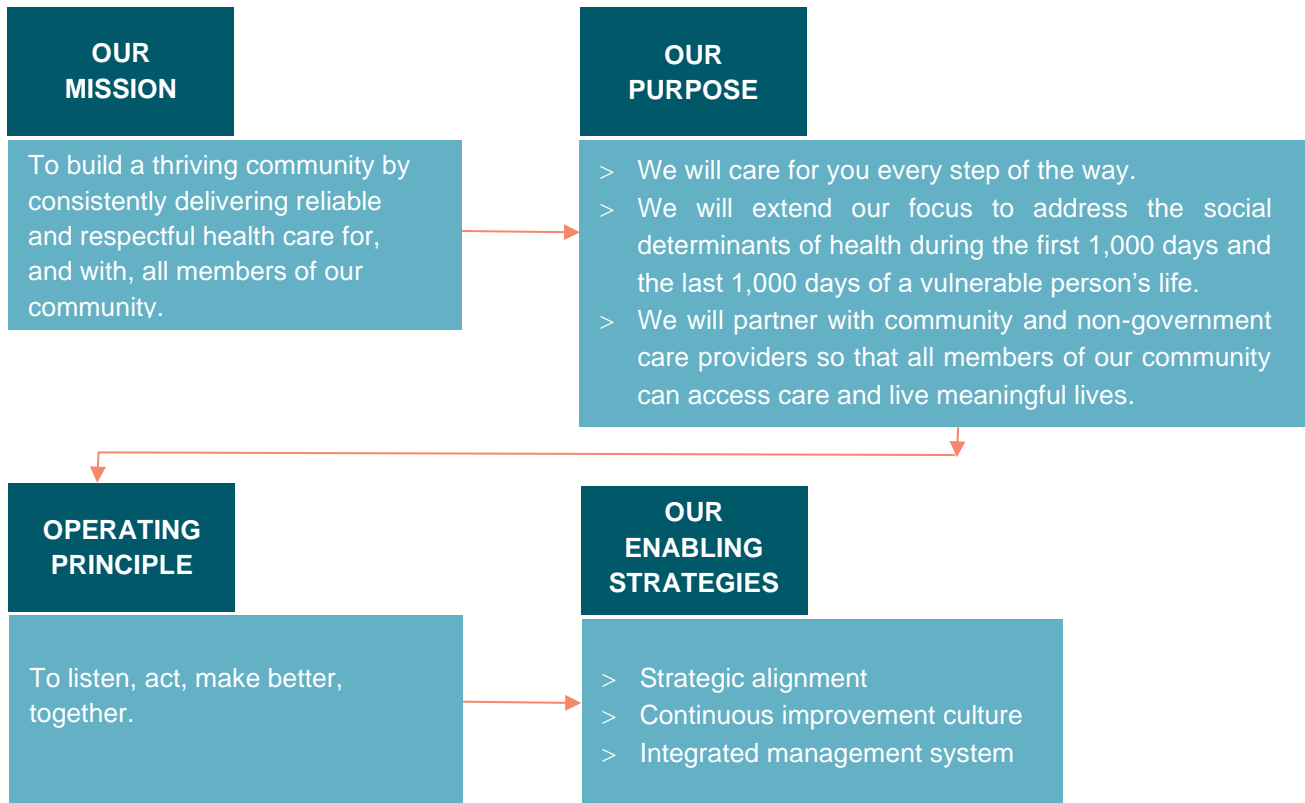 OUR
MISSION
To build a thriving community by
consistently delivering reliable
and respectful health care for,
and with, all members of our
community.
OUR
PURPOSE
> We will care for you every step of the way.
> We will extend our focus to address the social
determinants of health during the first 1,000 days and
the last 1,000 days of a vulnerable person’s life.
> We will partner with community and non-government
care providers so that all members of our community
can access care and live meaningful lives.
OPERATING
PRINCIPLE
To listen, act, make better,
together.
OUR
ENABLING
STRATEGIES
> Strategic alignment
> Continuous improvement culture
> Integrated management system